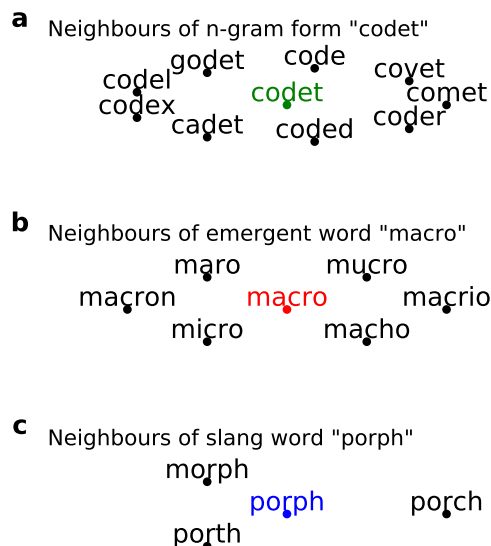 a
Neighbours of n-gram form "codet"
godet code
codel covet
codex codet comet
cadet coded coder
b
Neighbours of emergent word "macro"
maro mucro
macron macro macrio
micro macho
c
Neighbours of slang word "porph"
morph
porph porch
porth